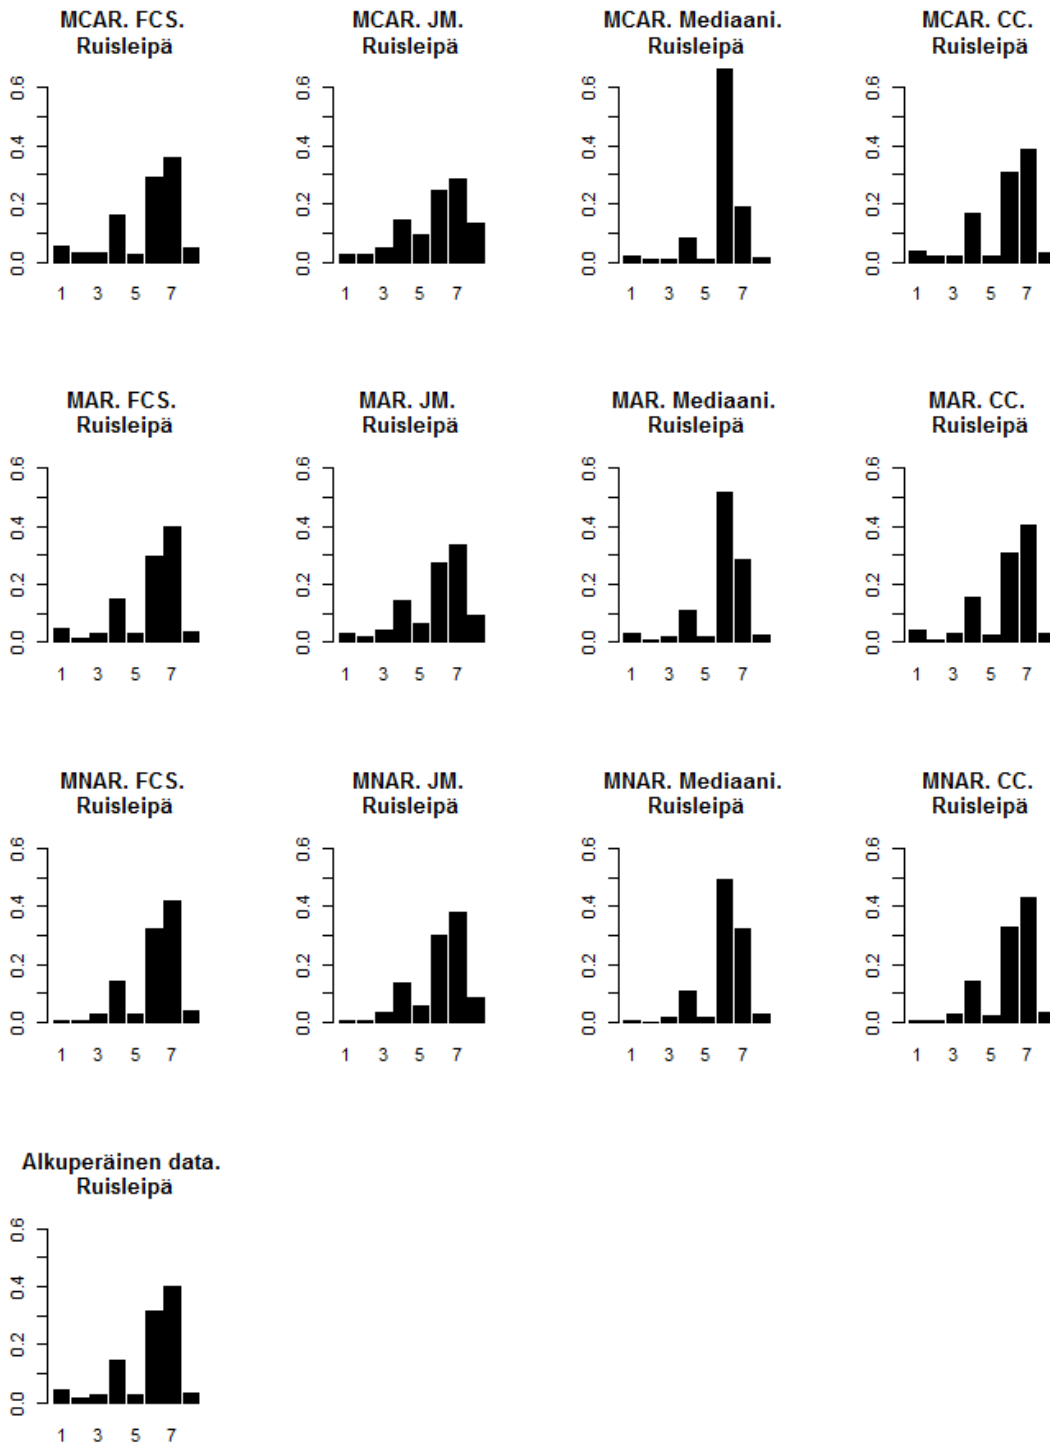 MCAR. FCS.
Ruisleipä
MCAR. JM.
Ruisleipä
MCAR. Mediaani.
Ruisleipä
MCAR. CC.
Ruisleipä
0.0 0.2 0.4 0.6
1 3 5 7
0.0 0.2 0.4 0.6
1 3 5 7
0.0 0.2 0.4 0.6
1 3 5 7
0.0 0.2 0.4 0.6
1 3 5 7
MAR. FCS.
Ruisleipä
MAR. JM.
Ruisleipä
MAR. Mediaani.
Ruisleipä
MAR. CC.
Ruisleipä
0.0 0.2 0.4 0.6
1 3 5 7
0.0 0.2 0.4 0.6
1 3 5 7
0.0 0.2 0.4 0.6
1 3 5 7
0.0 0.2 0.4 0.6
1 3 5 7
MNAR. FCS.
Ruisleipä
MNAR. JM.
Ruisleipä
MNAR. Mediaani.
Ruisleipä
MNAR. CC.
Ruisleipä
0.0 0.2 0.4 0.6
1 3 5 7
0.0 0.2 0.4 0.6
1 3 5 7
0.0 0.2 0.4 0.6
1 3 5 7
0.0 0.2 0.4 0.6
1 3 5 7
Alkuperäinen data.
Ruisleipä
0.0 0.2 0.4 0.6
1 3 5 7